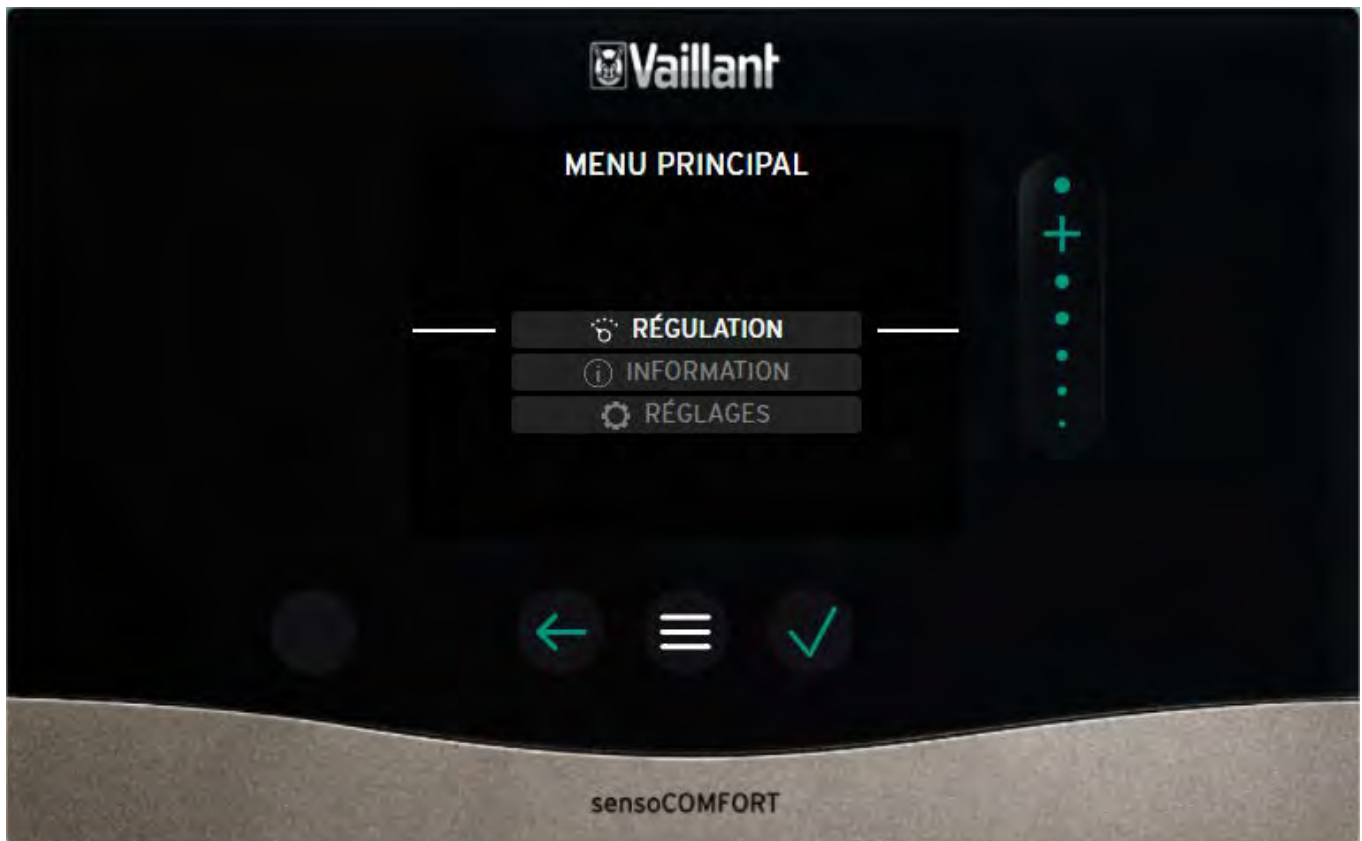 Vaillant
MENU PRINCIPAL
RÉGULATION
INFORMATION
RÉGLAGES
sensoCOMFORT